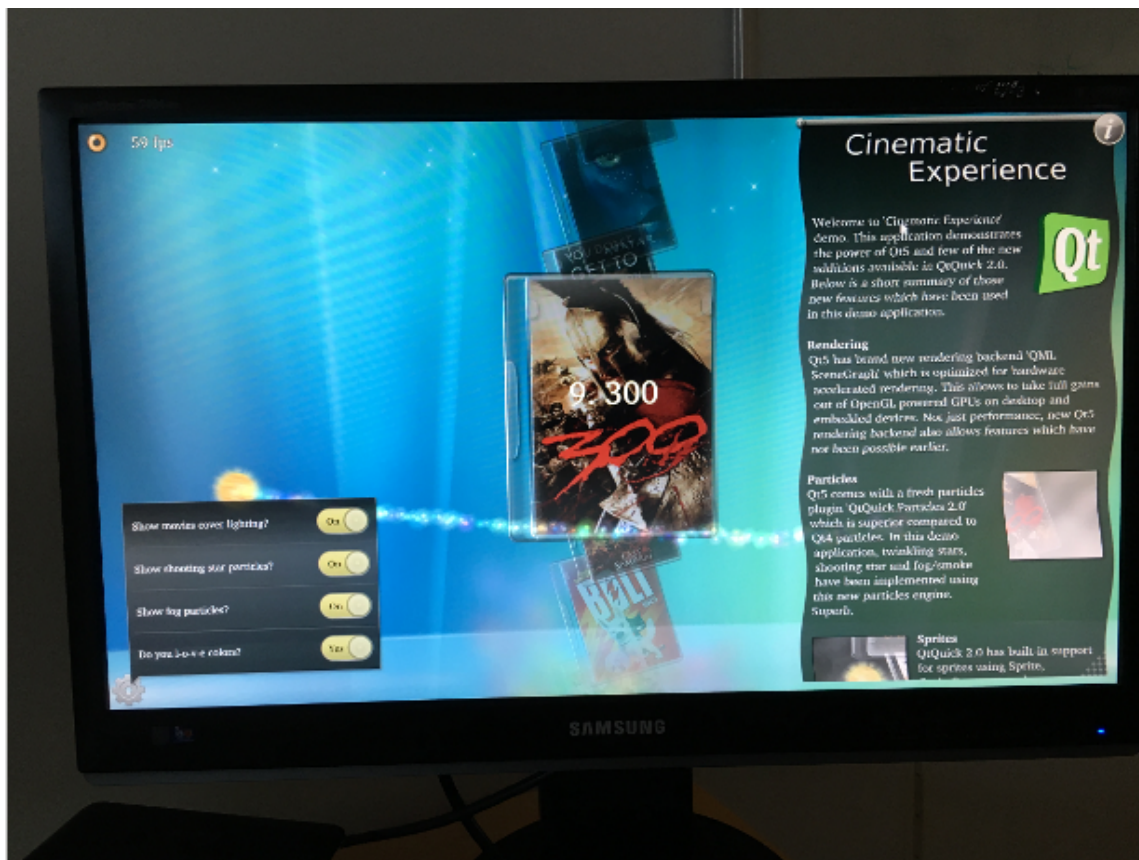 59 fps
YOU
GET TO
9. 300
300
Show movies cover lighting?
On
Show shooting star particles?
On
Show fog particles?
On
Do you l-o-v-e colors?
Yes
i
Cinematic
Experience
Welcome to 'Cinematic Experience'
demo. This application demonstrates
the power of Qt5 and few of the new
additions available in QtQuick 2.0.
Below is a short summary of those
new features which have been used
in this demo application.
Qt
Rendering
Qt5 has brand new rendering backend 'QML
SceneGraph' which is optimized for hardware
accelerated rendering. This allows to take full gains
out of OpenGL powered GPUs on desktop and
embedded devices. Not just performance, new Qt5
rendering backend also allows features which have
not been possible earlier.
Particles
Qt5 comes with a fresh particles
plugin 'QtQuick.Particles 2.0'
which is superior compared to
Qt4 particles. In this demo
application, twinkling stars,
shooting star and fog/smoke
have been implemented using
this new particles engine.
Superb.
Sprites
QtQuick 2.0 has built in support
for sprites using Sprite,
SAMSUNG